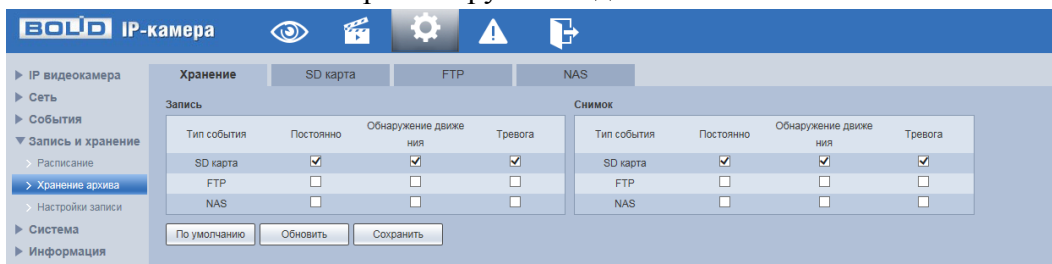 BOLID IP-камера
IP видеокамера
Сеть
События
Запись и хранение
Расписание
Хранение архива
Настройки записи
Система
Информация
Хранение SD карта FTP NAS
Запись
Тип события Постоянно Обнаружение движе
ния Тревога
SD карта
FTP
NAS
Снимок
Тип события Постоянно Обнаружение движе
ния Тревога
SD карта
FTP
NAS
По умолчанию Обновить Сохранить